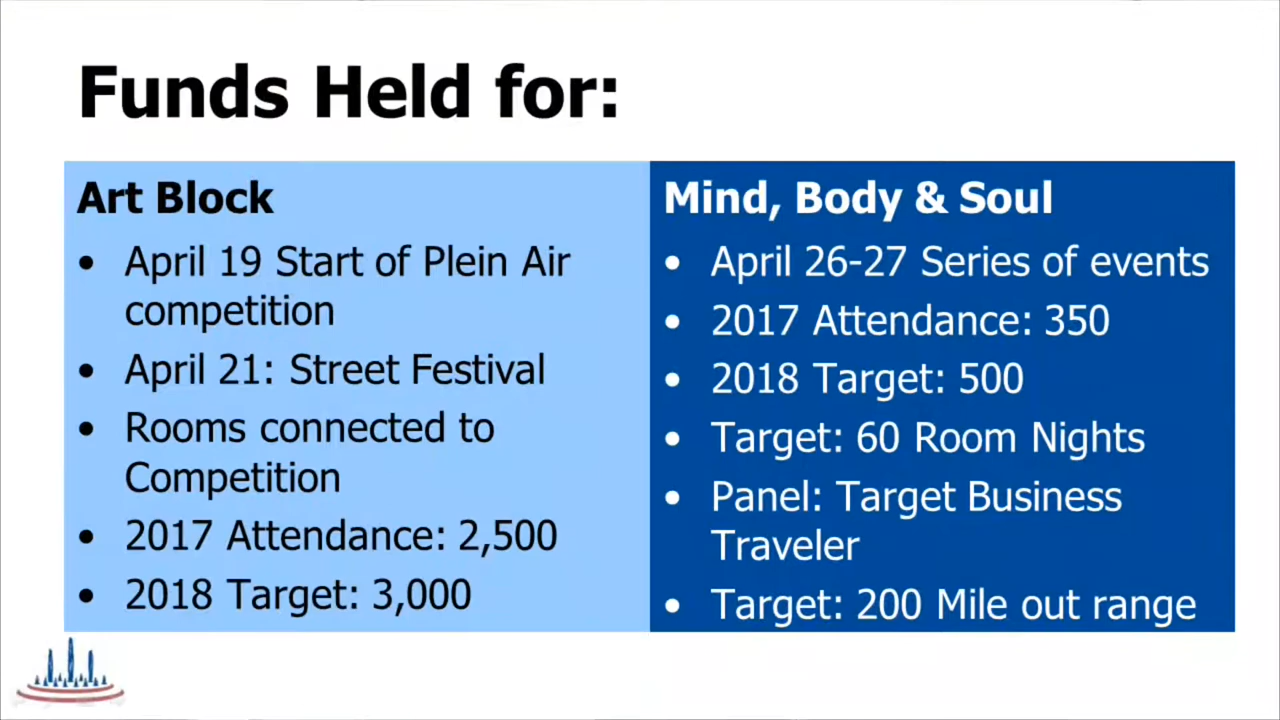 Funds Held for:
Art Block
• April 19 Start of Plein Air
competition
• April 21: Street Festival
• Rooms connected to
Competition
• 2017 Attendance: 2,500
• 2018 Target: 3,000
Mind, Body & Soul
• April 26-27 Series of events
• 2017 Attendance: 350
• 2018 Target: 500
• Target: 60 Room Nights
• Panel: Target Business
Traveler
• Target: 200 Mile out range